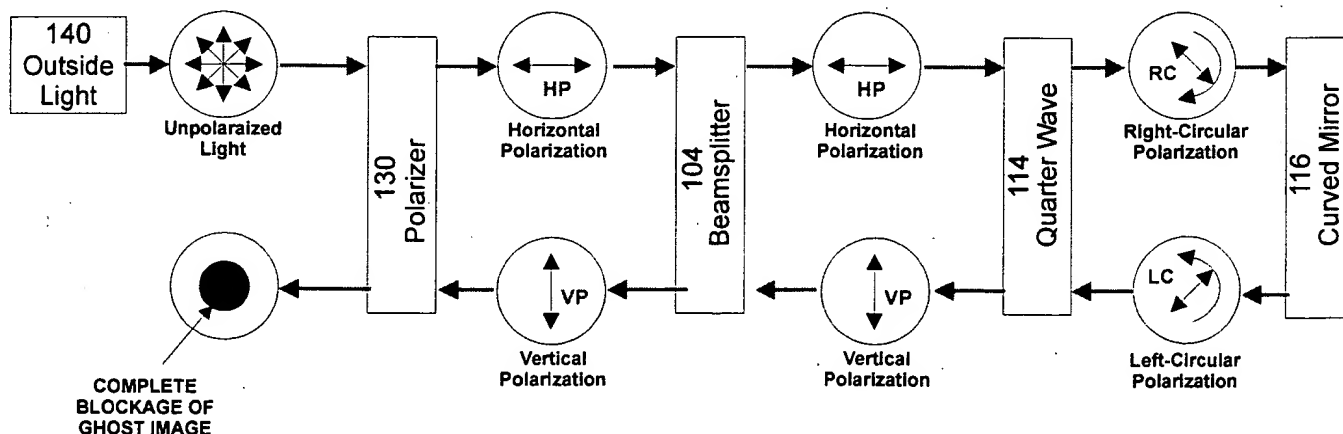 140
Outside
Light
Unpolaraized
Light
130
Polarizer
HP
Horizontal
Polarization
104
Beamsplitter
HP
Horizontal
Polarization
114
Quarter Wave
RC
Right-Circular
Polarization
116
Curved Mirror
COMPLETE
BLOCKAGE OF
GHOST IMAGE
VP
Vertical
Polarization
VP
Vertical
Polarization
LC
Left-Circular
Polarization